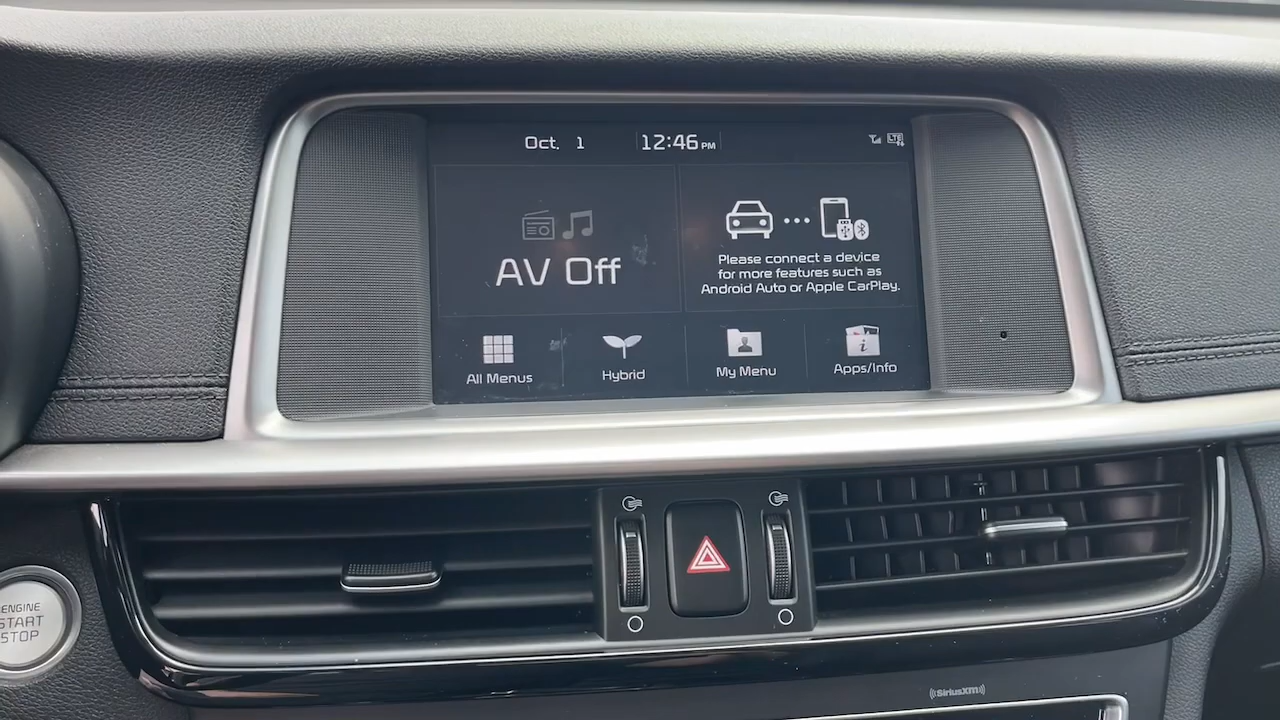 Oct. 1 12:46 PM LTE
AV Off
Please connect a device
for more features such as
Android Auto or Apple CarPlay.
All Menus Hybrid My Menu Apps/Info
ENGINE
START
STOP
SiriusXM